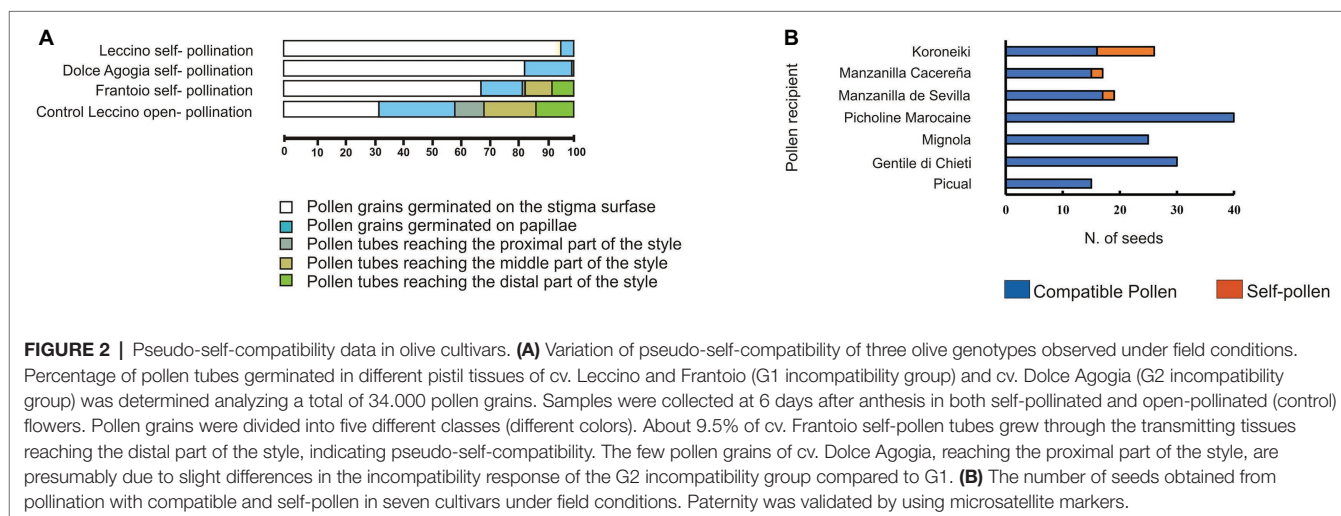 A
Leccino self- pollination
Dolce Agogia self- pollination
Frantoio self- pollination
Control Leccino open- pollination
0 10 20 30 40 50 60 70 80 90 100
Pollen grains germinated on the stigma surfase
Pollen grains germinated on papillae
Pollen tubes reaching the proximal part of the style
Pollen tubes reaching the middle part of the style
Pollen tubes reaching the distal part of the style
B
Pollen recipient
Koroneiki
Manzanilla Cacereña
Manzanilla de Sevilla
Picholine Marocaine
Mignola
Gentile di Chieti
Picual
0 10 20 30 40
N. of seeds
Compatible Pollen
Self-pollen
FIGURE 2 | Pseudo-self-compatibility data in olive cultivars. (A) Variation of pseudo-self-compatibility of three olive genotypes observed under field conditions.
Percentage of pollen tubes germinated in different pistil tissues of cv. Leccino and Frantoio (G1 incompatibility group) and cv. Dolce Agogia (G2 incompatibility
group) was determined analyzing a total of 34.000 pollen grains. Samples were collected at 6 days after anthesis in both self-pollinated and open-pollinated (control)
flowers. Pollen grains were divided into five different classes (different colors). About 9.5% of cv. Frantoio self-pollen tubes grew through the transmitting tissues
reaching the distal part of the style, indicating pseudo-self-compatibility. The few pollen grains of cv. Dolce Agogia, reaching the proximal part of the style, are
presumably due to slight differences in the incompatibility response of the G2 incompatibility group compared to G1. (B) The number of seeds obtained from
pollination with compatible and self-pollen in seven cultivars under field conditions. Paternity was validated by using microsatellite markers.